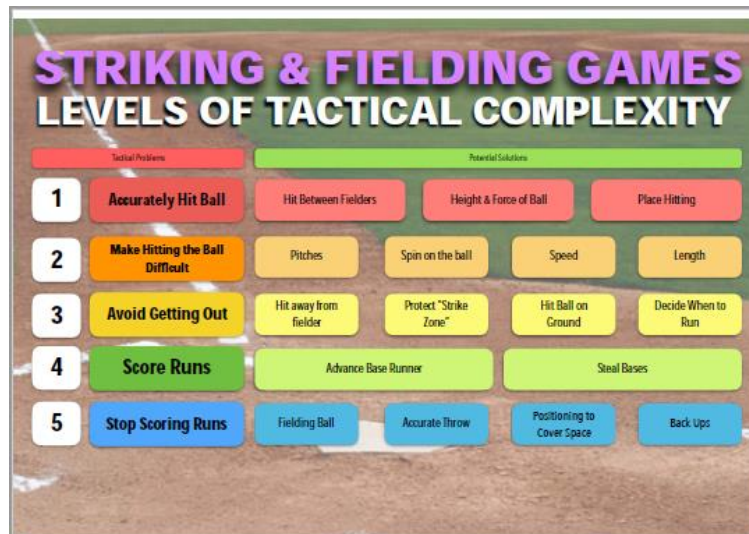 STRIKING & FIELDING GAMES
LEVELS OF TACTICAL COMPLEXITY
Tactical Problems
Potential Solutions
1
Accurately Hit Ball
Hit Between Fielders
Height & Force of Ball
Place Hitting
2
Make Hitting the Ball
Difficult
Pitches
Spin on the ball
Speed
Length
3
Avoid Getting Out
Hit away from
fielder
Protect "Strike
Zone"
Hit Ball on
Ground
Decide When to
Run
4
Score Runs
Advance Base Runner
Steal Bases
5
Stop Scoring Runs
Fielding Ball
Accurate Throw
Positioning to
Cover Space
Back Ups